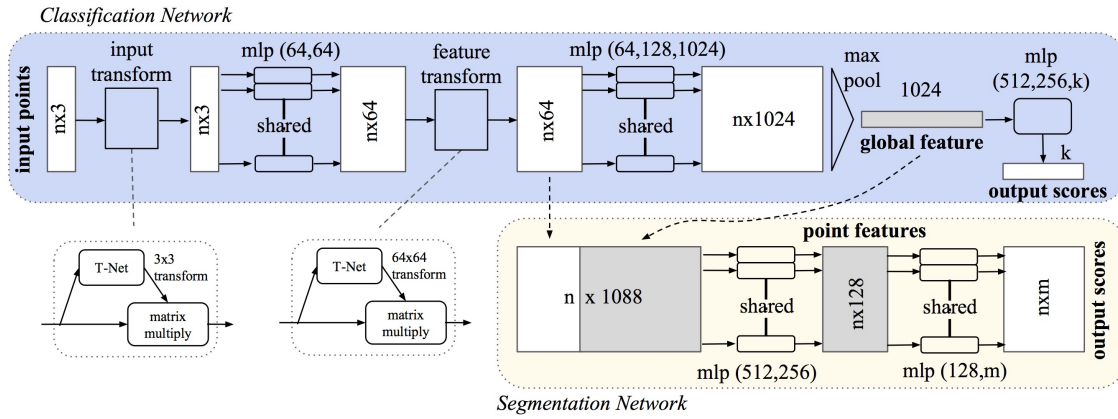 Classification Network
input points
nx3
input
transform
nx3
mlp (64,64)
shared
nx64
feature
transform
nx64
mlp (64,128,1024)
shared
nx1024
max
pool
1024
global feature
mlp
(512,256,k)
k
output scores
T-Net
3x3
transform
matrix
multiply
T-Net
64x64
transform
matrix
multiply
point features
n x 1088
shared
mlp (512,256)
nx128
shared
mlp (128,m)
nxm
output scores
Segmentation Network